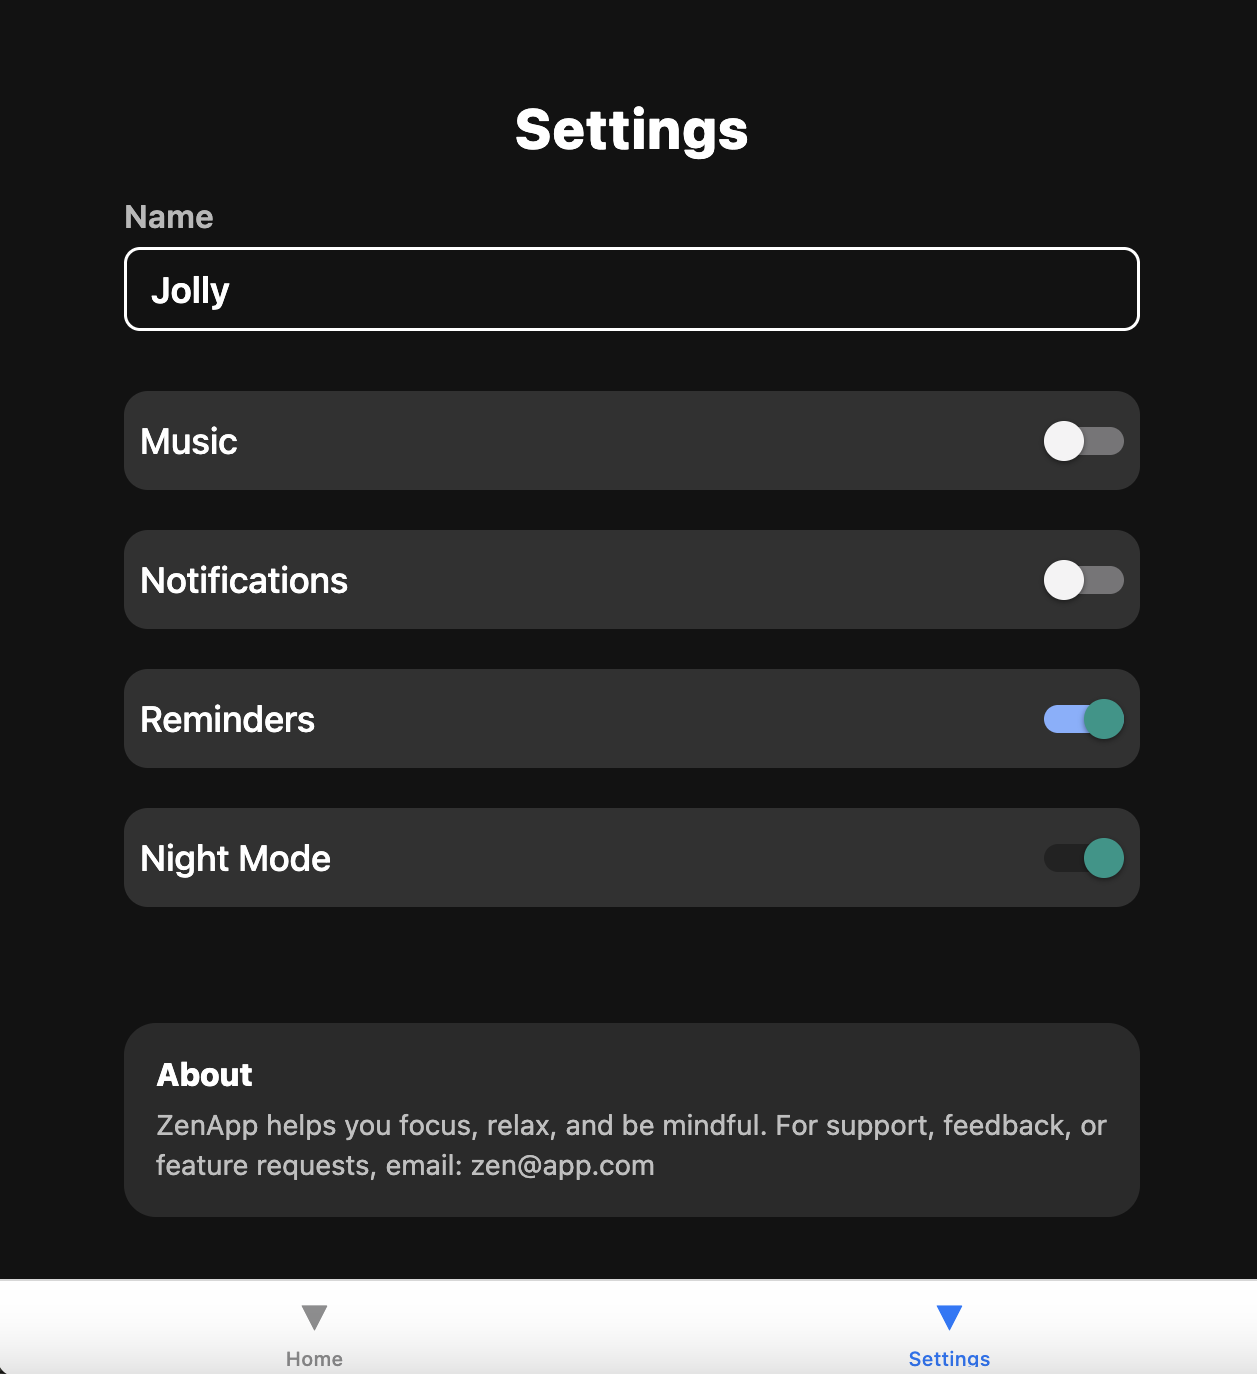 Settings
Name
Jolly
Music
Notifications
Reminders
Night Mode
About
ZenApp helps you focus, relax, and be mindful. For support, feedback, or
feature requests, email: zen@app.com
Home
Settings